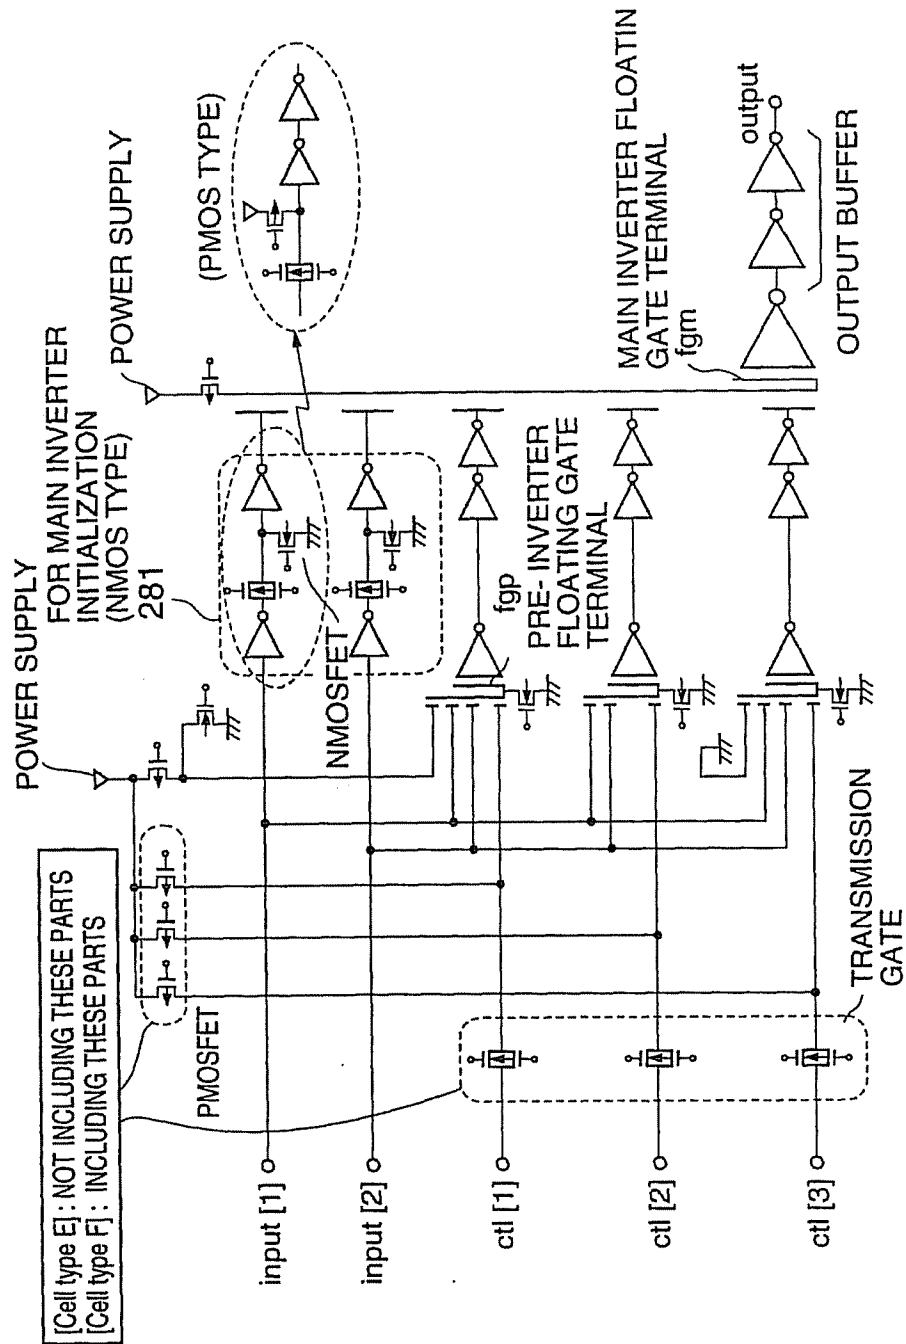 [Cell type E] : NOT INCLUDING THESE PARTS
[Cell type F] : INCLUDING THESE PARTS
POWER SUPPLY
FOR MAIN INVERTER
INITIALIZATION
(NMOS TYPE)
281
POWER SUPPLY
(PMOS TYPE)
PMOSFET
NMOSFET
input [1]
input [2]
ctl [1]
ctl [2]
ctl [3]
fgp
PRE- INVERTER
FLOATING GATE
TERMINAL
MAIN INVERTER FLOATIN
GATE TERMINAL
fgm
output
OUTPUT BUFFER
TRANSMISSION
GATE